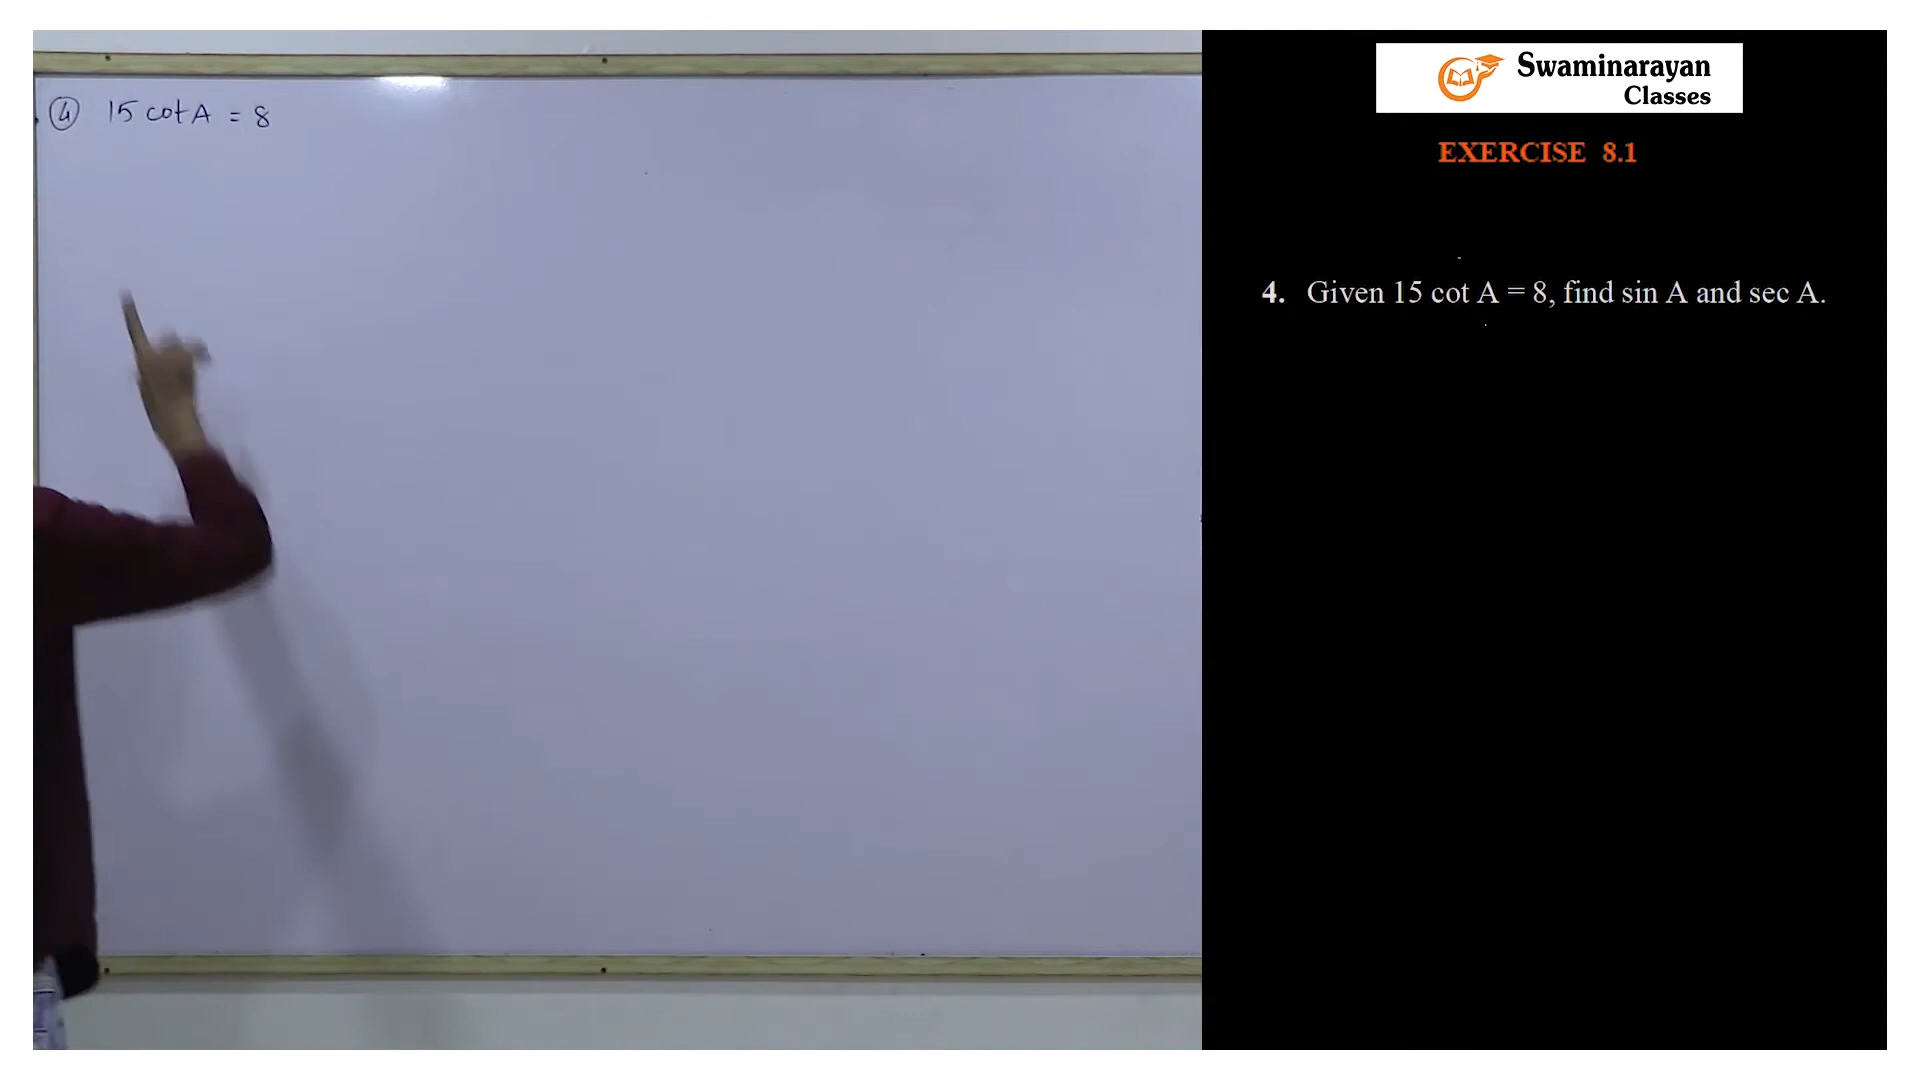 ④ 15 cot A = 8
Swaminarayan
Classes
EXERCISE 8.1
4. Given 15 cot A = 8, find sin A and sec A.